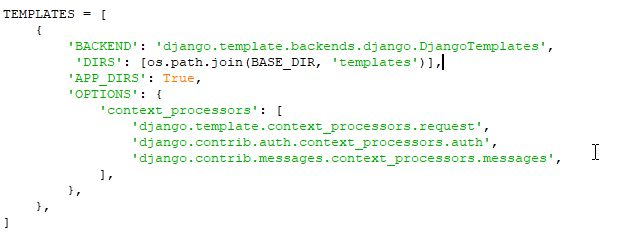 TEMPLATES = [
    {
        'BACKEND': 'django.template.backends.django.DjangoTemplates',
         'DIRS': [os.path.join(BASE_DIR, 'templates')],
        'APP_DIRS': True,
        'OPTIONS': {
            'context_processors': [
                'django.template.context_processors.request',
                'django.contrib.auth.context_processors.auth',
                'django.contrib.messages.context_processors.messages',
            ],
        },
    },
]